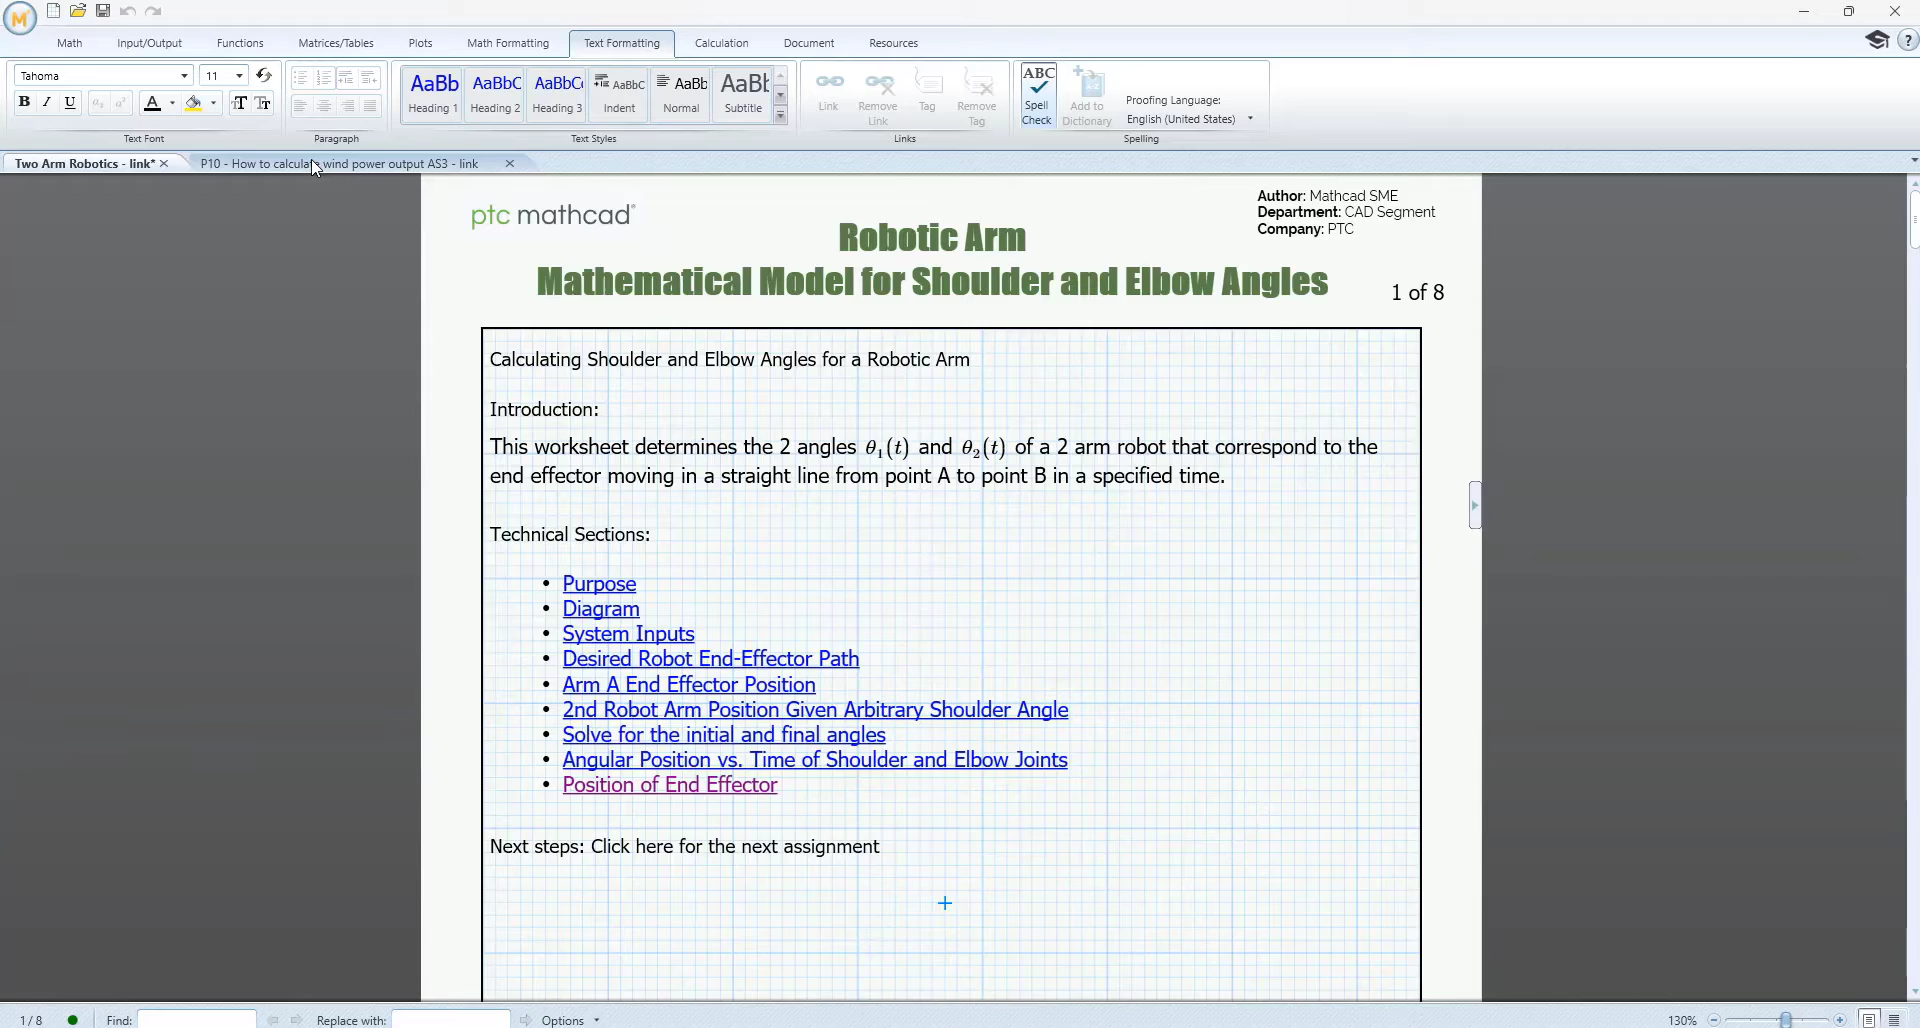 M
Math Input/Output Functions Matrices/Tables Plots Math Formatting Text Formatting Calculation Document Resources ?
Tahoma 11
B I U A
AaBb AaBbC AaBbC AaBbC AaBb AaBb
Heading 1 Heading 2 Heading 3 Indent Normal Subtitle
Link Remove Link Tag Remove Tag
ABC Spell Check Add to Dictionary
Proofing Language:
English (United States)
Text Font Paragraph Text Styles Links Spelling
Two Arm Robotics - link* P10 - How to calculate wind power output AS3 - link
ptc mathcad®
Author: Mathcad SME
Department: CAD Segment
Company: PTC
Robotic Arm
Mathematical Model for Shoulder and Elbow Angles
1 of 8
Calculating Shoulder and Elbow Angles for a Robotic Arm
Introduction:
This worksheet determines the 2 angles θ₁(t) and θ₂(t) of a 2 arm robot that correspond to the
end effector moving in a straight line from point A to point B in a specified time.
Technical Sections:
• Purpose
• Diagram
• System Inputs
• Desired Robot End-Effector Path
• Arm A End Effector Position
• 2nd Robot Arm Position Given Arbitrary Shoulder Angle
• Solve for the initial and final angles
• Angular Position vs. Time of Shoulder and Elbow Joints
• Position of End Effector
Next steps: Click here for the next assignment
1 / 8 Find: Replace with: Options 130%